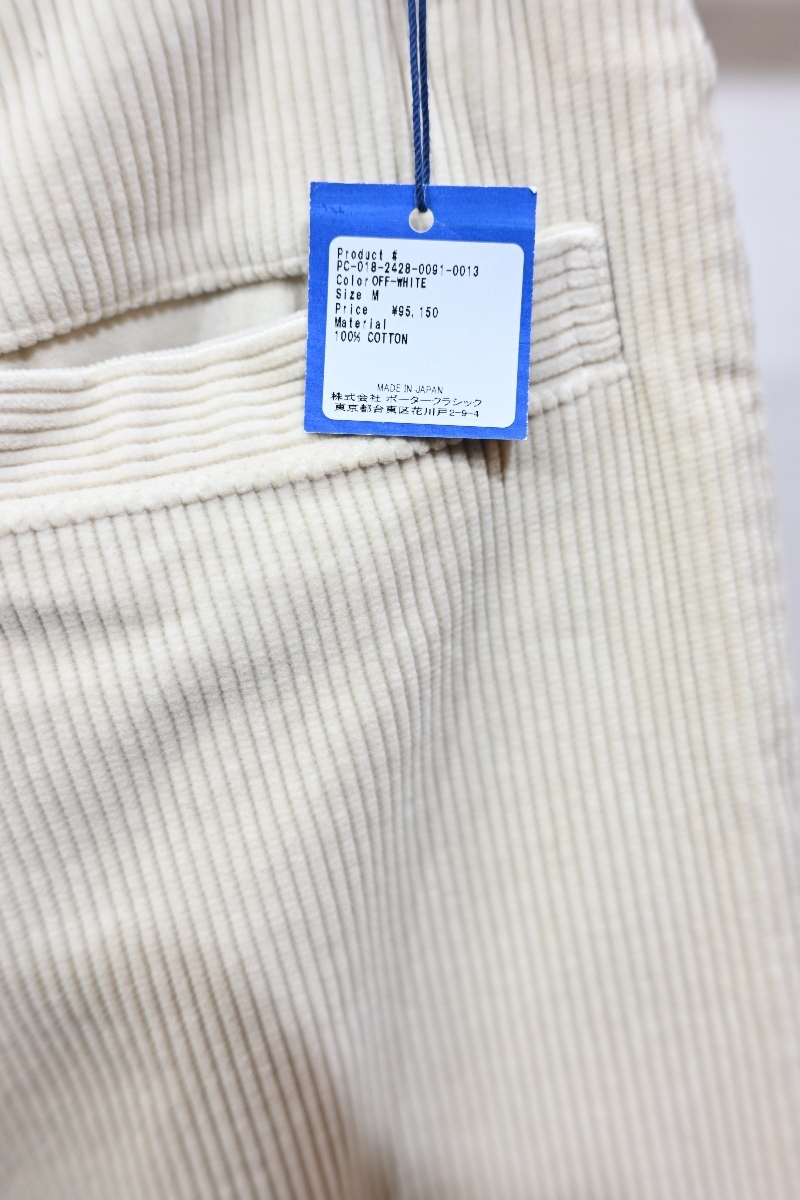 Product #
PC-018-2428-0091-0013
Color OFF-WHITE
Size M
Price ¥95,150
Material
100% COTTON
MADE IN JAPAN
株式会社 ポータークラシック
東京都台東区花川戸2-9-4